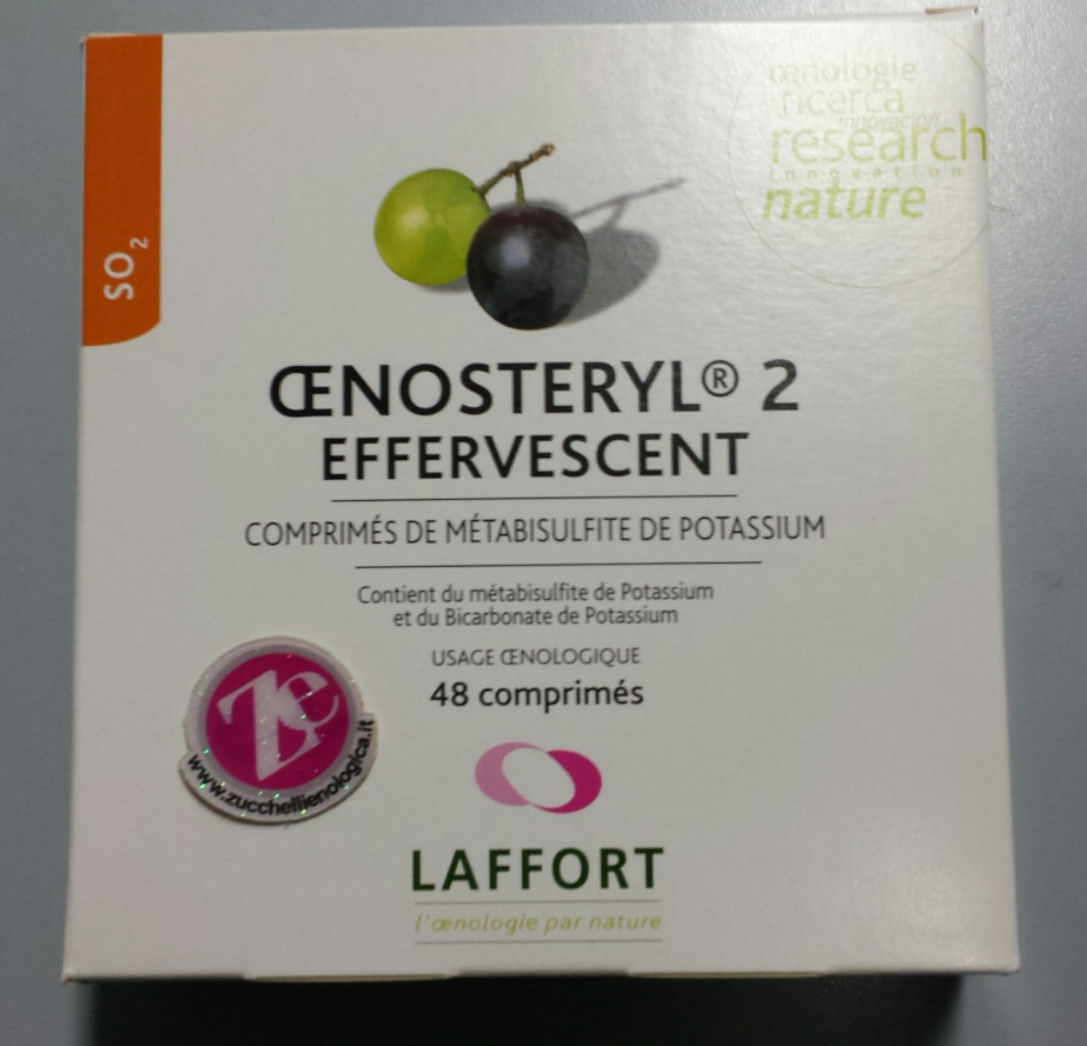 SO₂
œnologie
ricerca
innovación
research
innovation
nature
ŒNOSTERYL® 2
EFFERVESCENT
COMPRIMÉS DE MÉTABISULFITE DE POTASSIUM
Contient du métabisulfite de Potassium
et du Bicarbonate de Potassium
USAGE ŒNOLOGIQUE
48 comprimés
Ze
www.zucchellienologica.it
LAFFORT
l'œnologie par nature